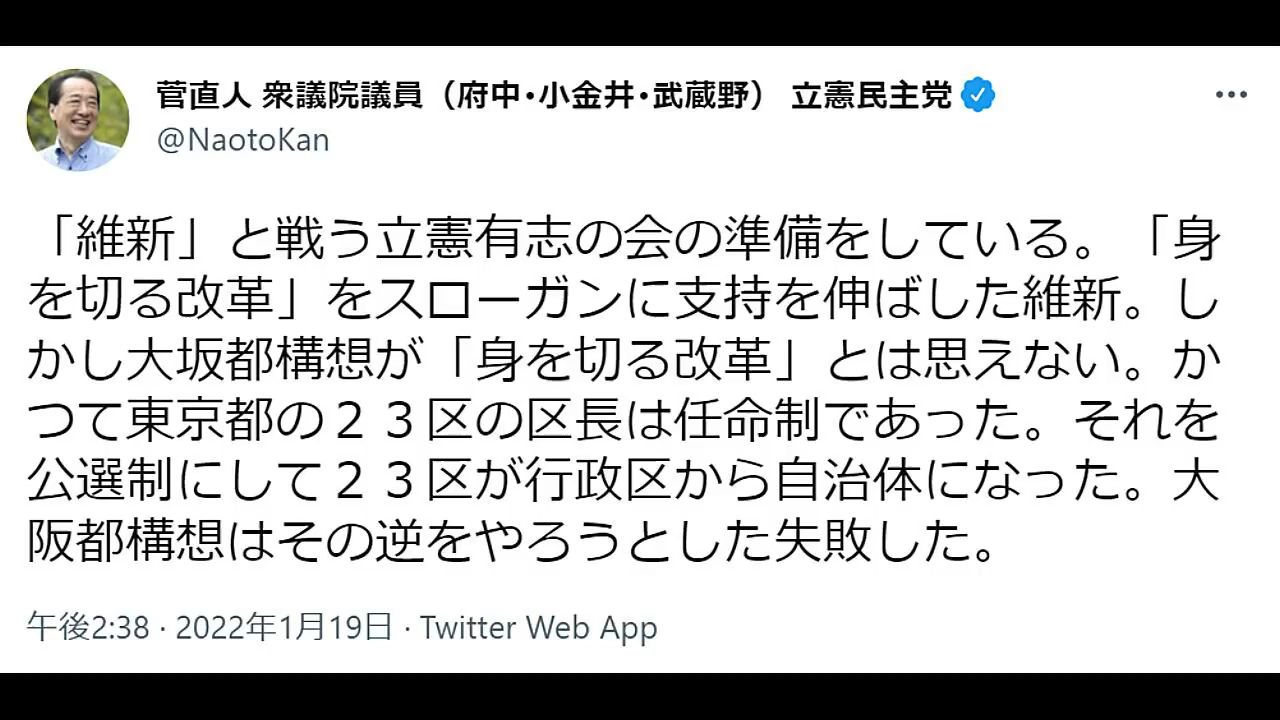 菅直人 衆議院議員（府中・小金井・武蔵野） 立憲民主党
@NaotoKan
「維新」と戦う立憲有志の会の準備をしている。「身
を切る改革」をスローガンに支持を伸ばした維新。し
かし大坂都構想が「身を切る改革」とは思えない。か
つて東京都の２３区の区長は任命制であった。それを
公選制にして２３区が行政区から自治体になった。大
阪都構想はその逆をやろうとした失敗した。
午後2:38 · 2022年1月19日 · Twitter Web App